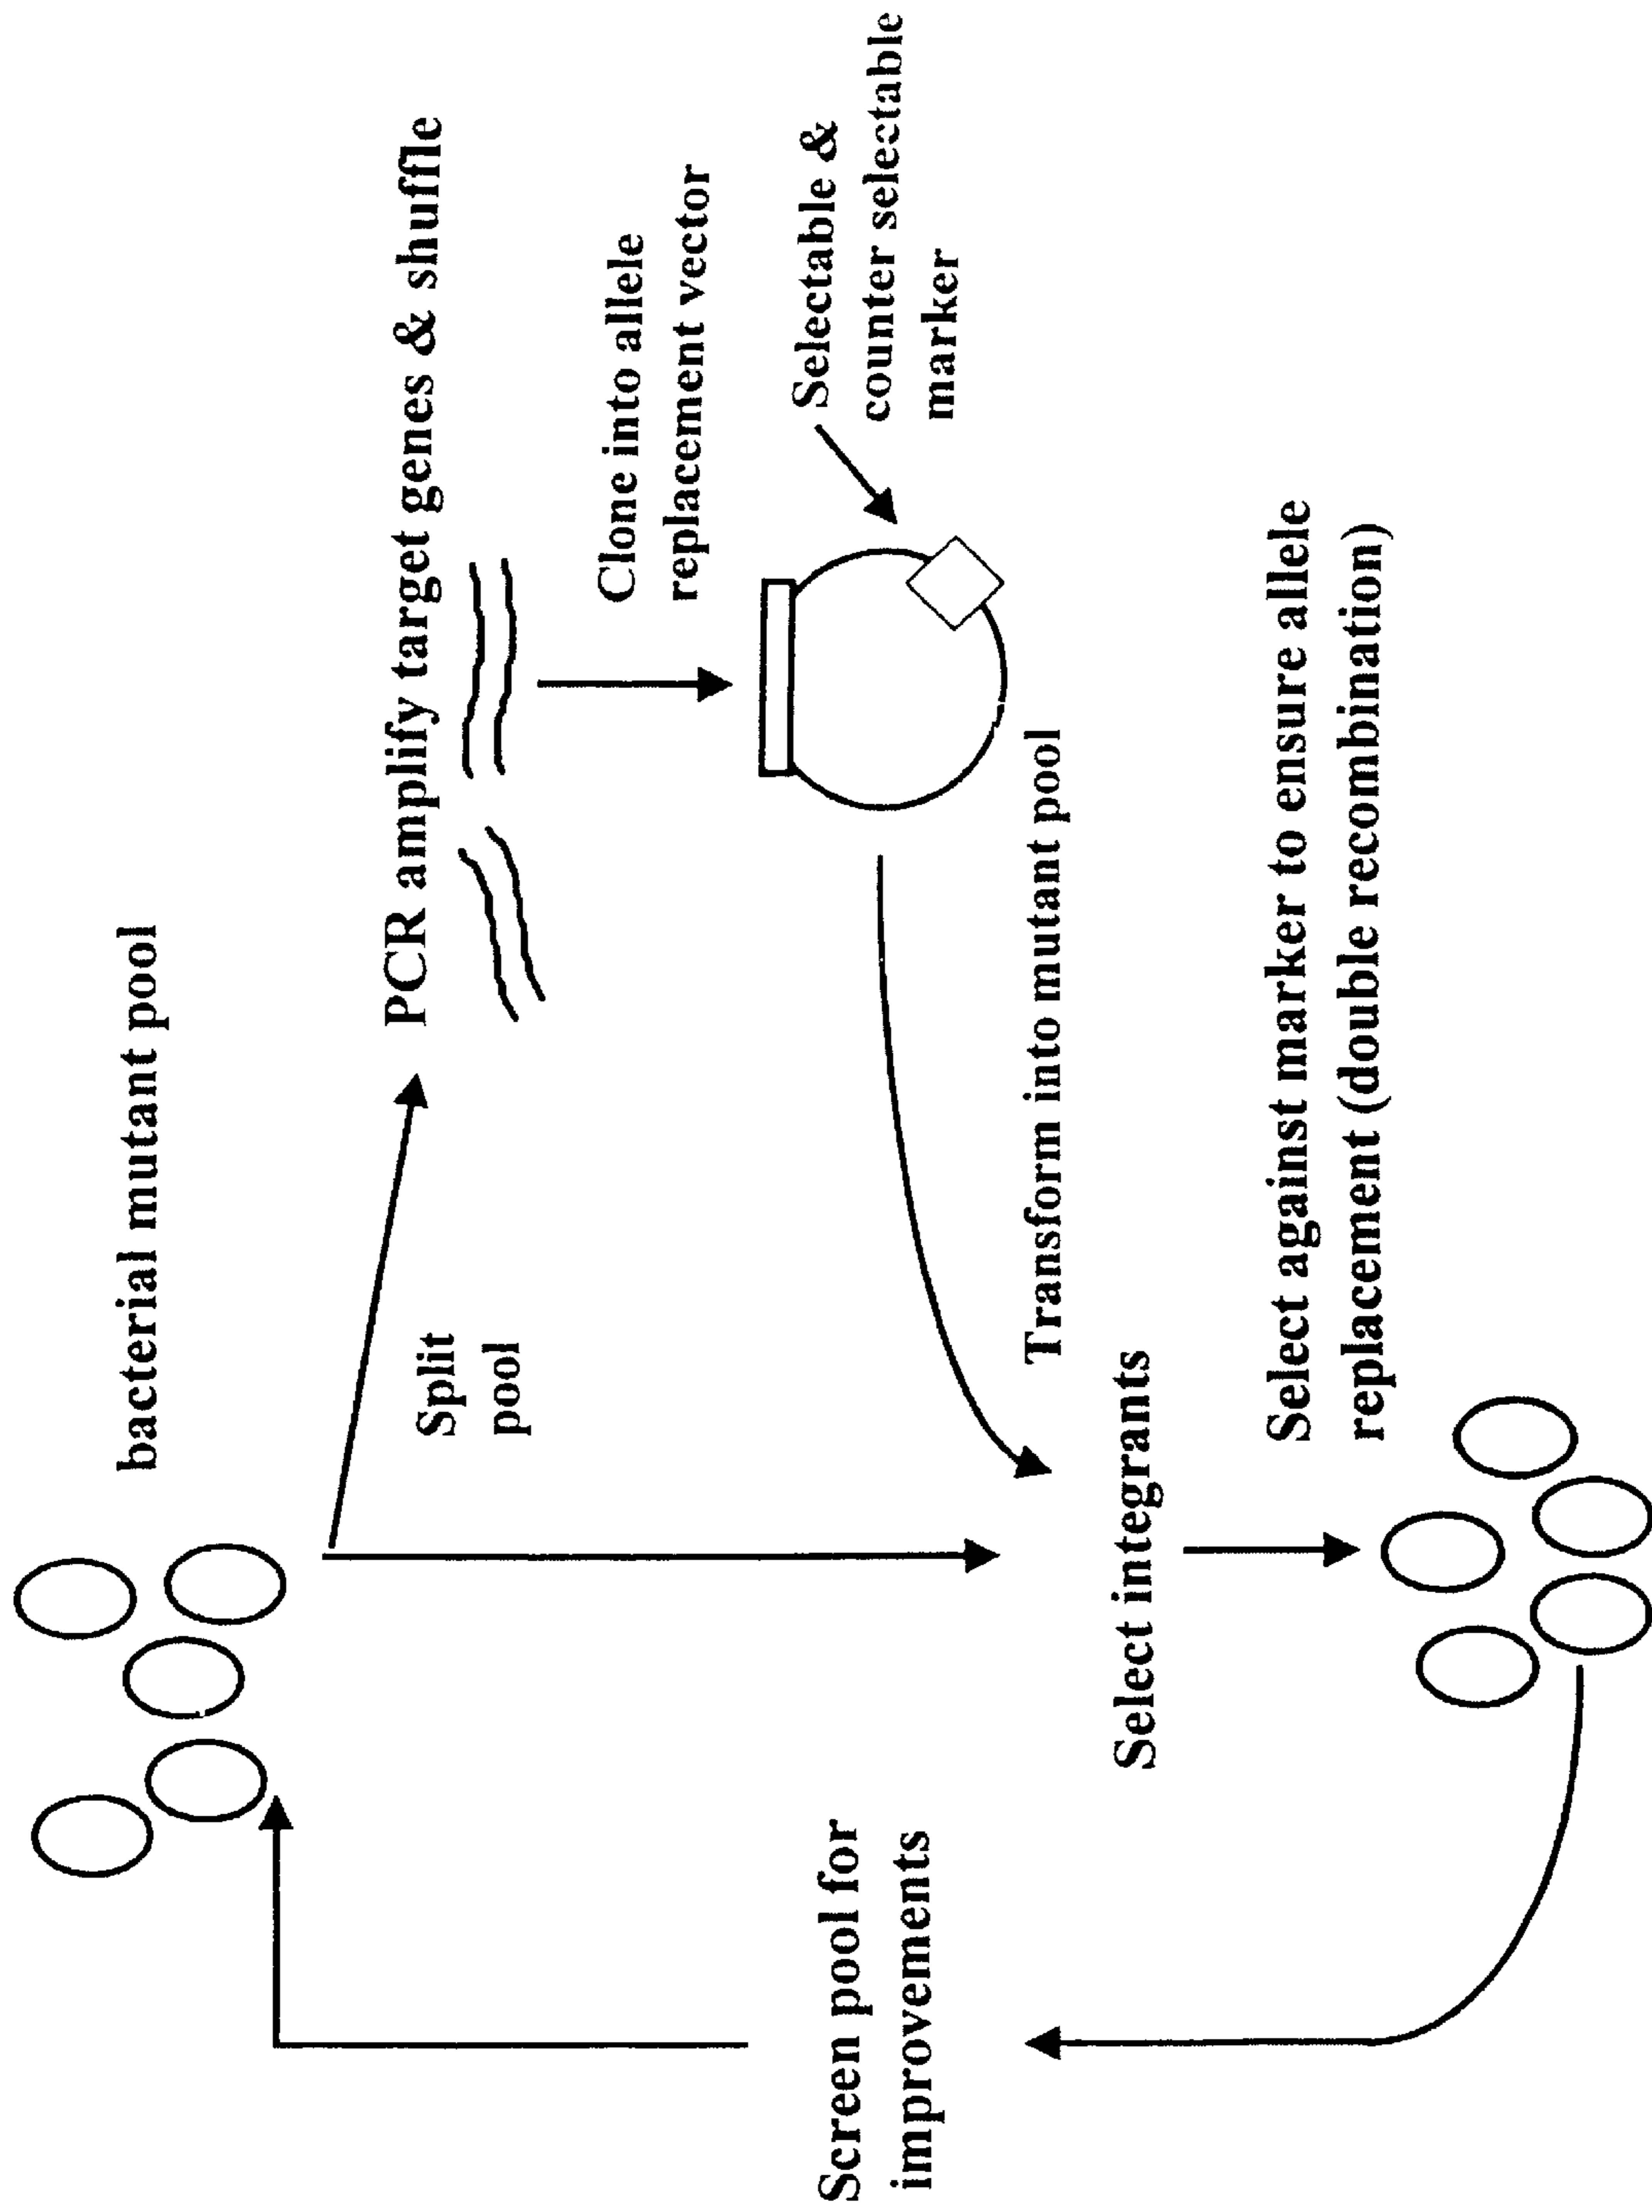 bacterial mutant pool
Split
pool
PCR amplify target genes & shuffle
Clone into allele
replacement vector
Selectable &
counter selectable
marker
Transform into mutant pool
Select integrants
Select against marker to ensure allele
replacement (double recombination)
Screen pool for
improvements